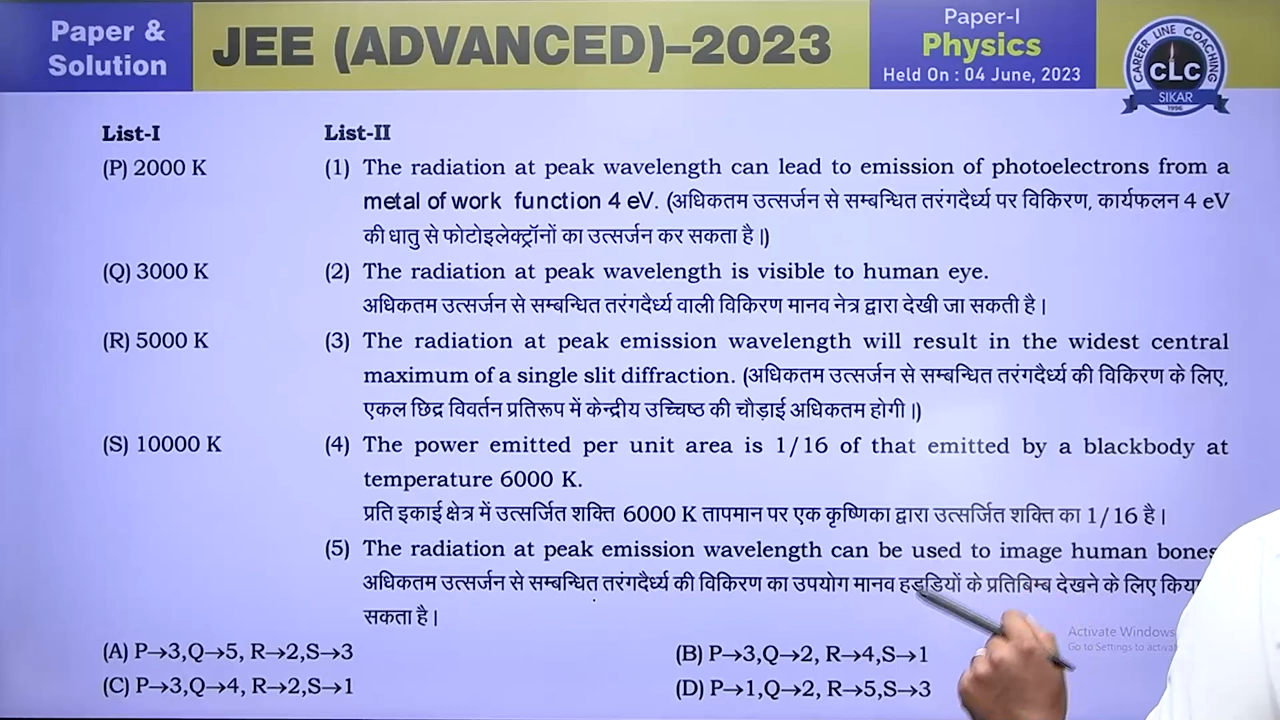 Paper &
Solution
JEE (ADVANCED)–2023
Paper-I
Physics
Held On : 04 June, 2023
CAREER LINE COACHING
CLC
SIKAR
1996
List-I List-II
(P) 2000 K (1) The radiation at peak wavelength can lead to emission of photoelectrons from a
metal of work function 4 eV. (अधिकतम उत्सर्जन से सम्बन्धित तरंगदैर्ध्य पर विकिरण, कार्यफलन 4 eV
की धातु से फोटोइलेक्ट्रॉनों का उत्सर्जन कर सकता है।)
(Q) 3000 K (2) The radiation at peak wavelength is visible to human eye.
अधिकतम उत्सर्जन से सम्बन्धित तरंगदैर्ध्य वाली विकिरण मानव नेत्र द्वारा देखी जा सकती है।
(R) 5000 K (3) The radiation at peak emission wavelength will result in the widest central
maximum of a single slit diffraction. (अधिकतम उत्सर्जन से सम्बन्धित तरंगदैर्ध्य की विकिरण के लिए,
एकल छिद्र विवर्तन प्रतिरूप में केन्द्रीय उच्चिष्ठ की चौड़ाई अधिकतम होगी।)
(S) 10000 K (4) The power emitted per unit area is 1/16 of that emitted by a blackbody at
temperature 6000 K.
प्रति इकाई क्षेत्र में उत्सर्जित शक्ति 6000 K तापमान पर एक कृष्णिका द्वारा उत्सर्जित शक्ति का 1/16 है।
(5) The radiation at peak emission wavelength can be used to image human bones
अधिकतम उत्सर्जन से सम्बन्धित तरंगदैर्ध्य की विकिरण का उपयोग मानव हड्डियों के प्रतिबिम्ब देखने के लिए
सकता है।
(A) P→3,Q→5, R→2,S→3 (B) P→3,Q→2, R→4,S→1
(C) P→3,Q→4, R→2,S→1 (D) P→1,Q→2, R→5,S→3
Activate Windows
Go to Settings to